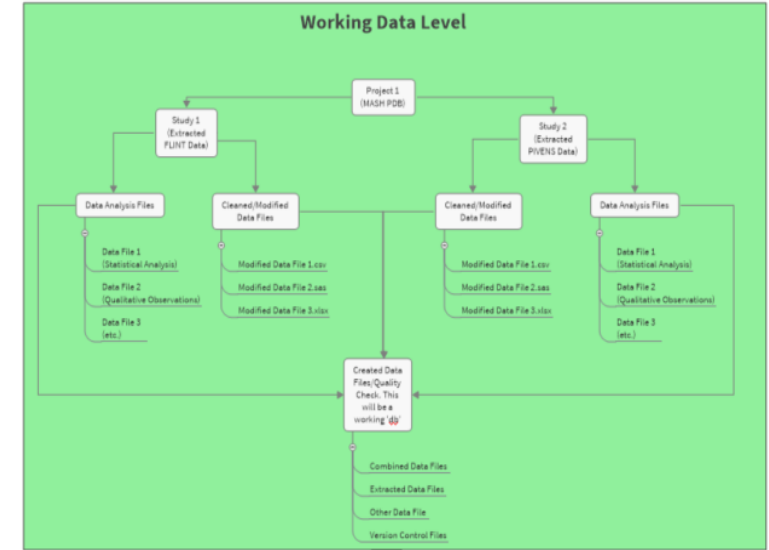 Working Data Level
Project 1
(MASH PDB)
Study 1
(Extracted
FLINT Data)
Study 2
(Extracted
PIVENS Data)
Data Analysis Files
Cleaned/Modified
Data Files
Cleaned/Modified
Data Files
Data Analysis Files
Data File 1
(Statistical Analysis)
Data File 2
(Qualitative Observations)
Data File 3
(etc.)
Modified Data File 1.csv
Modified Data File 2.sas
Modified Data File 3.xlsx
Modified Data File 1.csv
Modified Data File 2.sas
Modified Data File 3.xlsx
Data File 1
(Statistical Analysis)
Data File 2
(Qualitative Observations)
Data File 3
(etc.)
Created Data
Files/Quality
Check. This
will be a
working 'db'
Combined Data Files
Extracted Data Files
Other Data File
Version Control Files